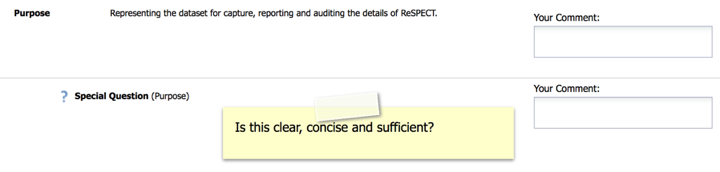 Purpose Representing the dataset for capture, reporting and auditing the details of ReSPECT.
Your Comment:
? Special Question (Purpose)
Your Comment:
Is this clear, concise and sufficient?